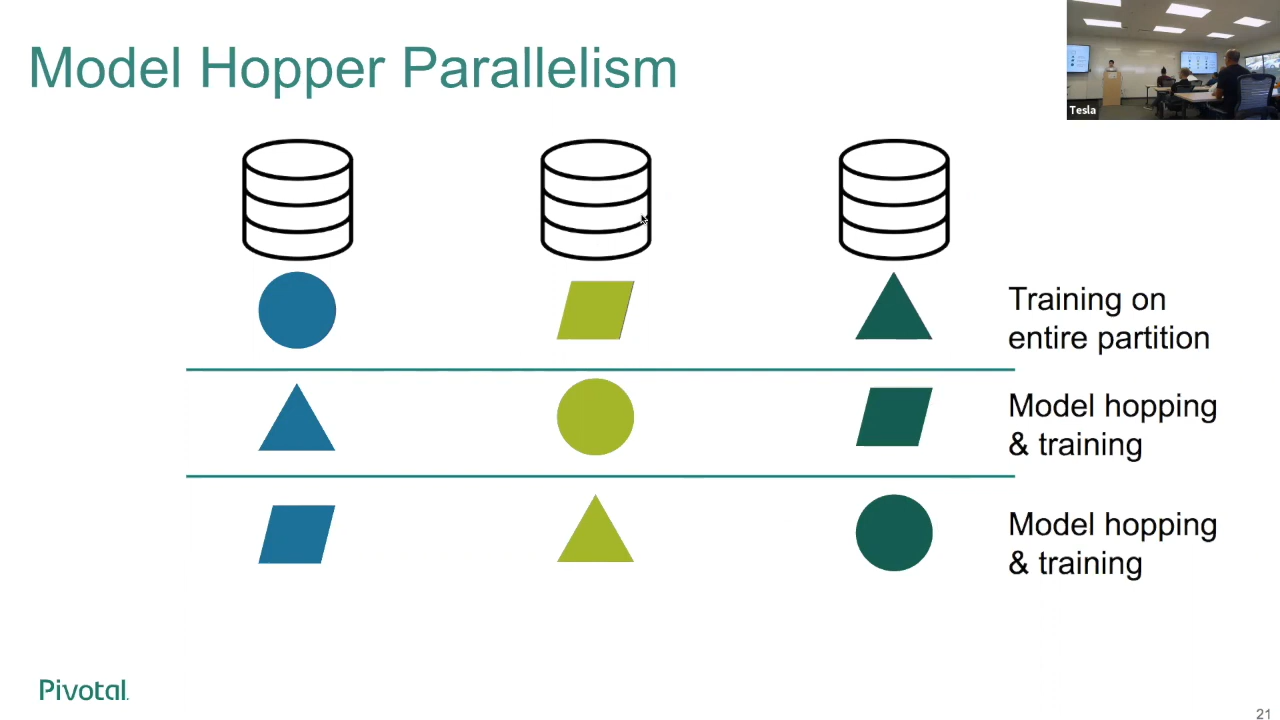 Model Hopper Parallelism
Tesla
Training on
entire partition
Model hopping
& training
Model hopping
& training
Pivotal.
21